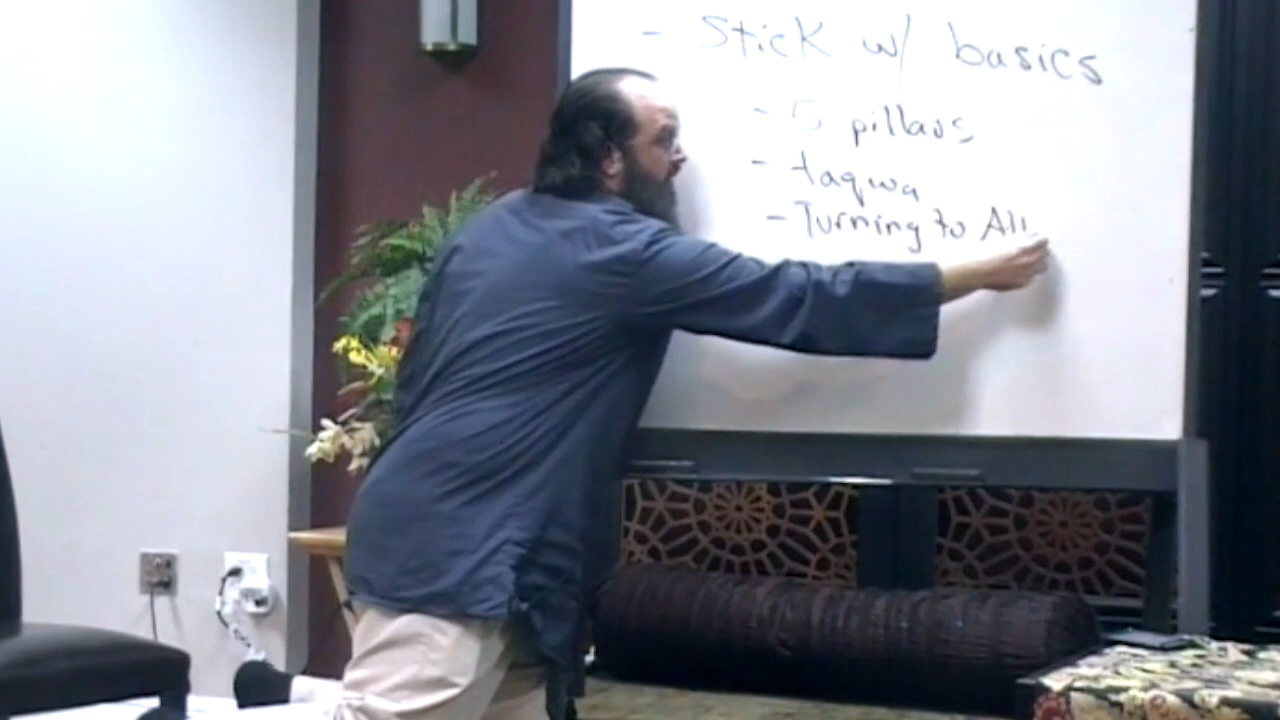 - Stick w/ basics
- 5 pillars
- taqwa
- Turning to All